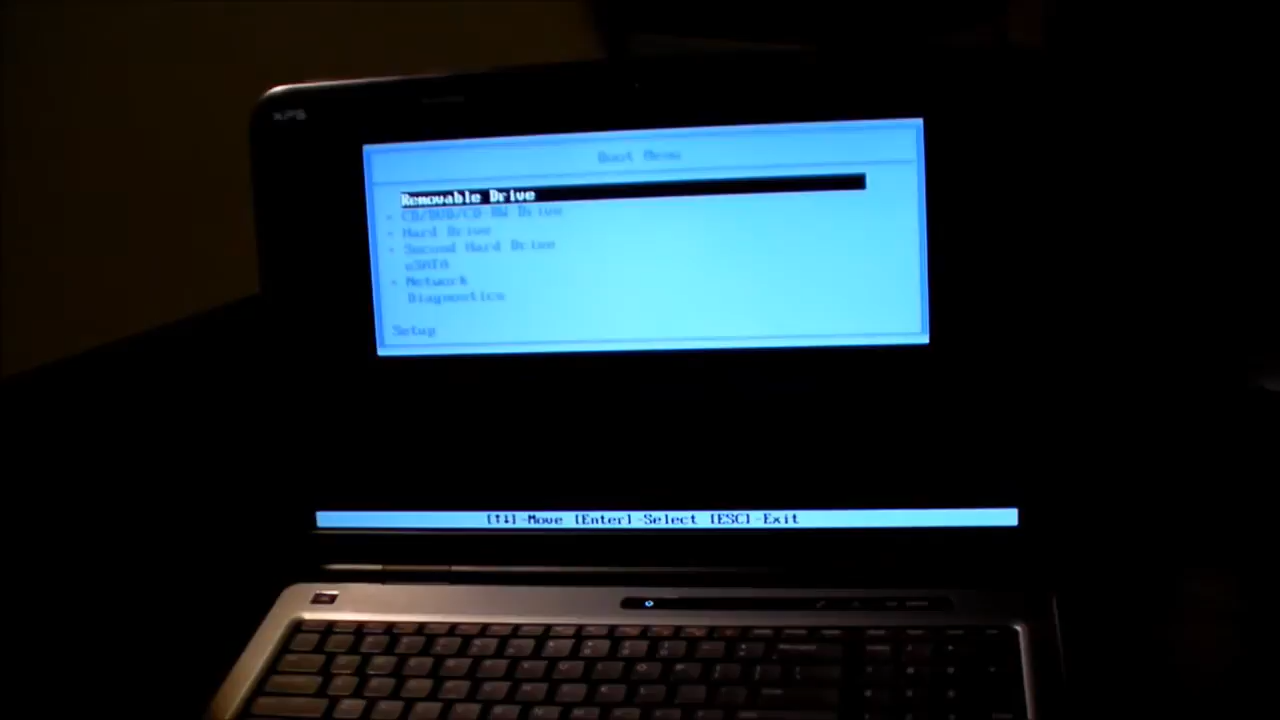 XPS
Boot Menu
Removable Drive
CD/DVD/CD-RW Drive
Hard Drive
Second Hard Drive
eSATA
Network
Diagnostics
Setup
[↑↓]-Move [Enter]-Select [ESC]-Exit